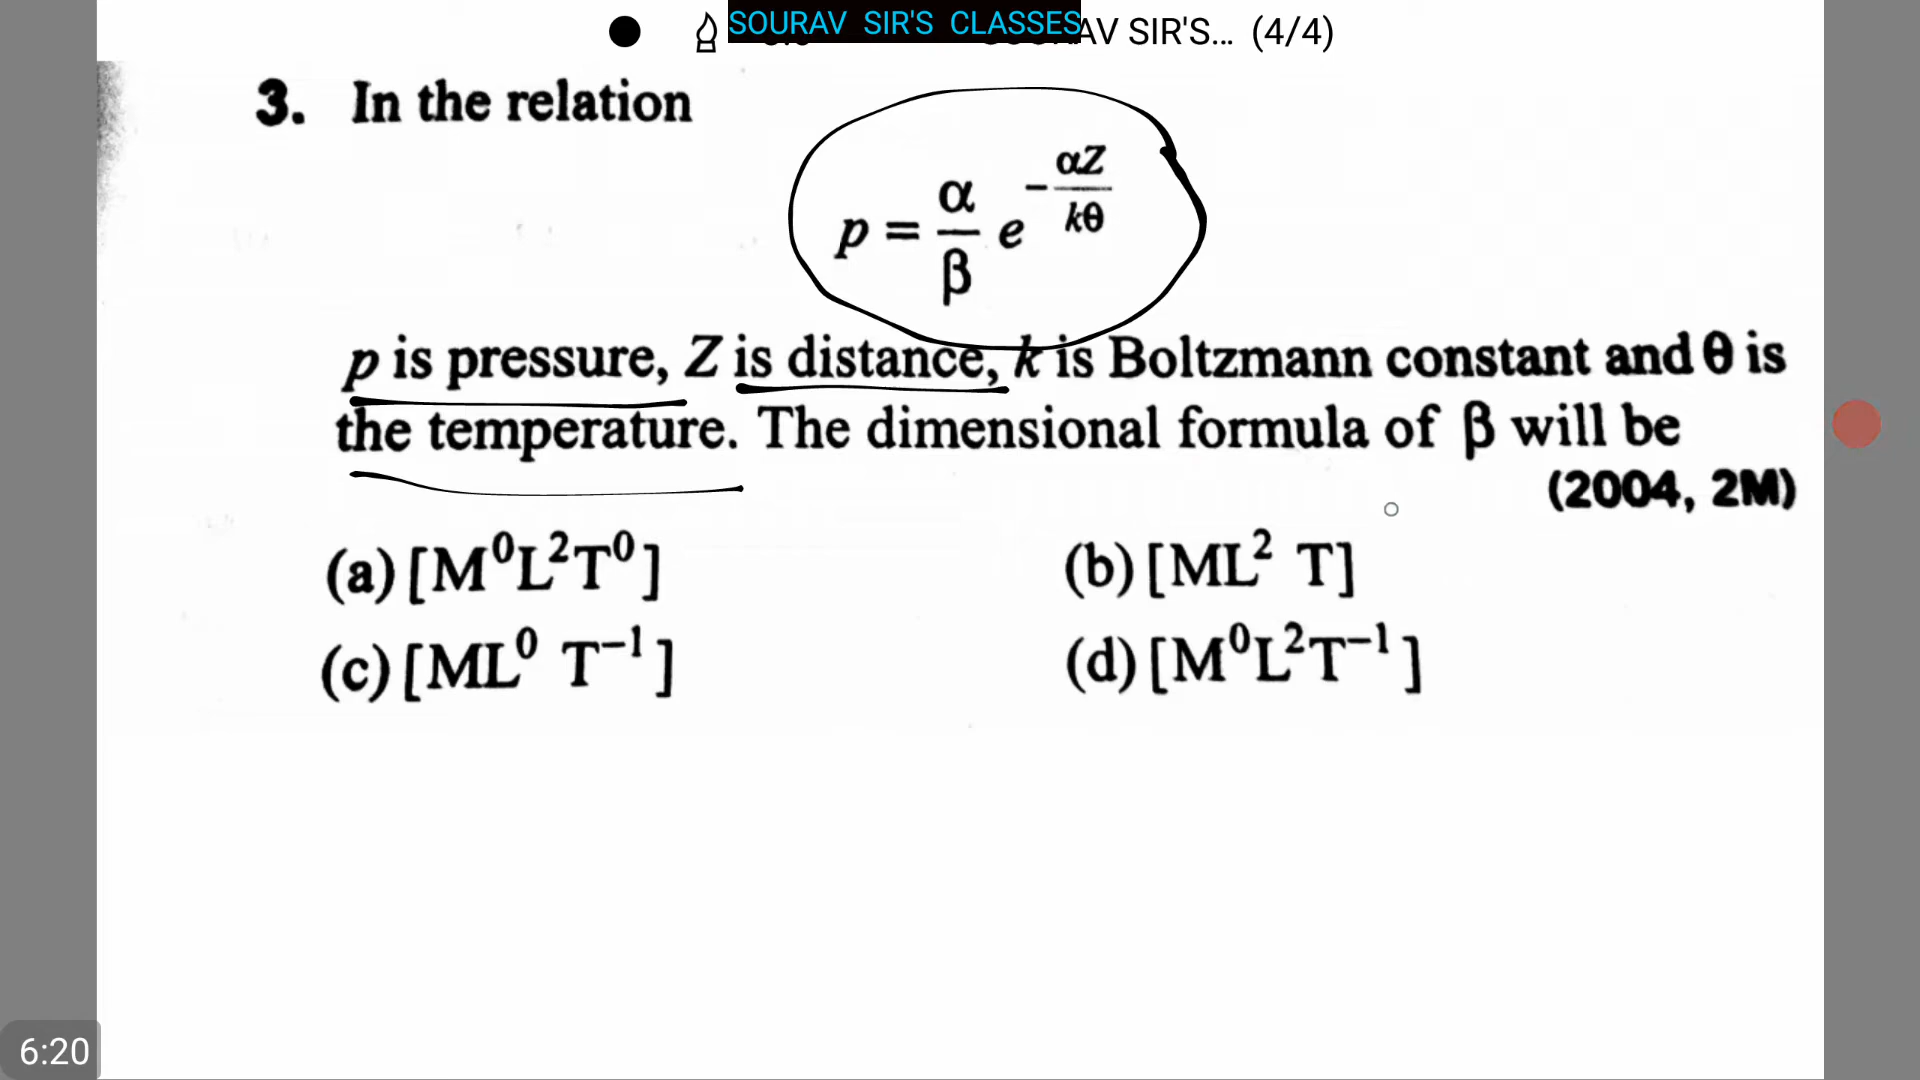 SOURAV SIR'S CLASSES
AV SIR'S... (4/4)
3. In the relation
p = α/β e^(-αZ/kθ)
p is pressure, Z is distance, k is Boltzmann constant and θ is
the temperature. The dimensional formula of β will be
(2004, 2M)
(a) [M⁰L²T⁰] (b) [ML² T]
(c) [ML⁰ T⁻¹] (d) [M⁰L²T⁻¹]
6:20